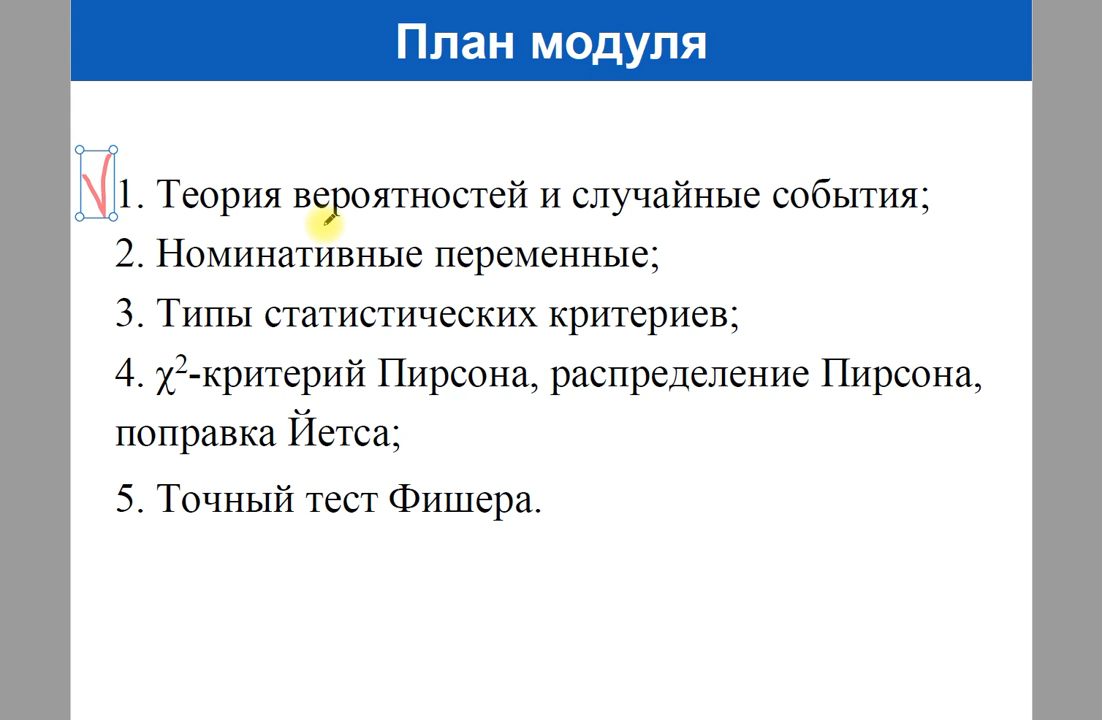 План модуля
1. Теория вероятностей и случайные события;
2. Номинативные переменные;
3. Типы статистических критериев;
4. χ²-критерий Пирсона, распределение Пирсона,
поправка Йетса;
5. Точный тест Фишера.